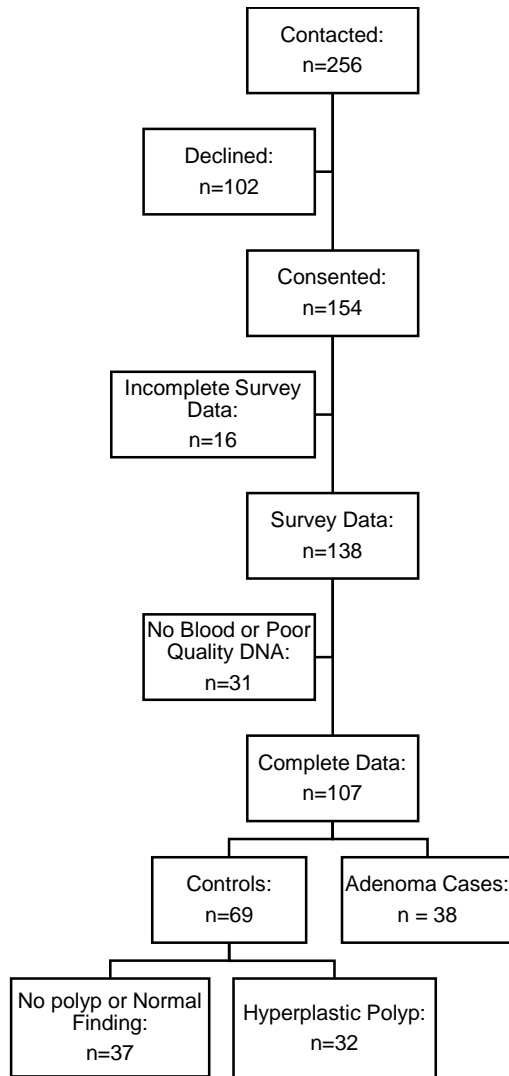 Contacted:
n=256
Declined:
n=102
Consented:
n=154
Incomplete Survey
Data:
n=16
Survey Data:
n=138
No Blood or Poor
Quality DNA:
n=31
Complete Data:
n=107
Controls:
n=69
Adenoma Cases:
n = 38
No polyp or Normal
Finding:
n=37
Hyperplastic Polyp:
n=32